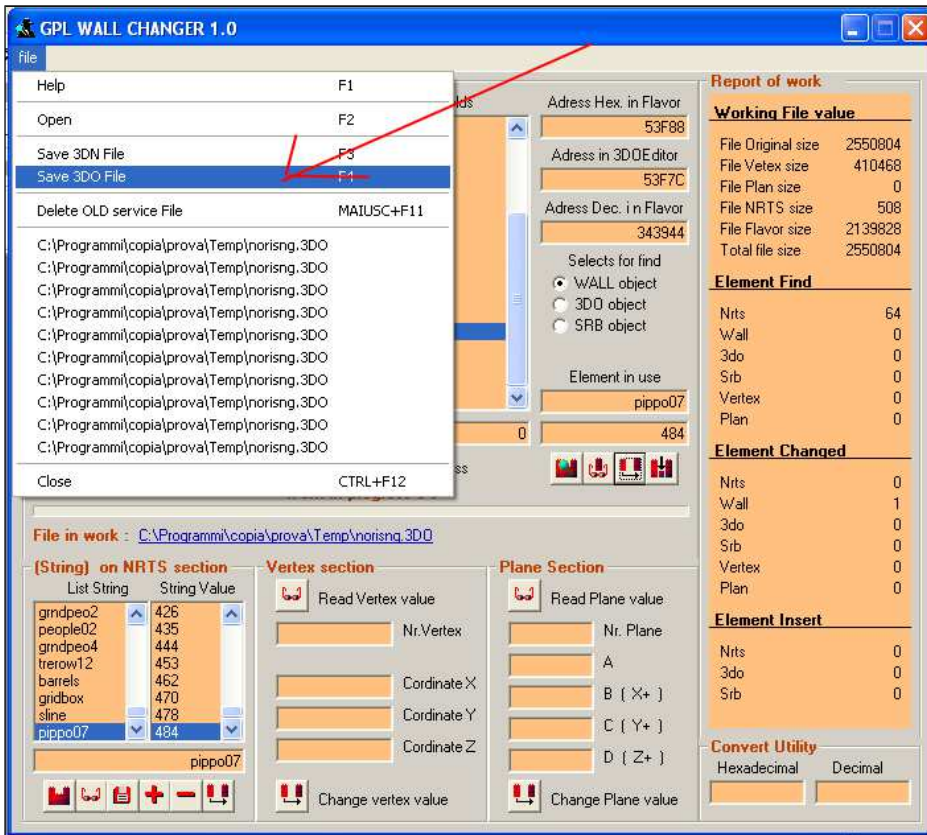 GPL WALL CHANGER 1.0
file
Help F1
Open F2
Save 3DN File F3
Save 3DO File F4
Delete OLD service File MAIUSC+F11
C:\Programmi\copia\prova\Temp\norisng.3DO
C:\Programmi\copia\prova\Temp\norisng.3DO
C:\Programmi\copia\prova\Temp\norisng.3DO
C:\Programmi\copia\prova\Temp\norisng.3DO
C:\Programmi\copia\prova\Temp\norisng.3DO
C:\Programmi\copia\prova\Temp\norisng.3DO
C:\Programmi\copia\prova\Temp\norisng.3DO
C:\Programmi\copia\prova\Temp\norisng.3DO
C:\Programmi\copia\prova\Temp\norisng.3DO
C:\Programmi\copia\prova\Temp\norisng.3DO
Close CTRL+F12
Adress Hex. in Flavor
53F88
Adress in 3DOEditor
53F7C
Adress Dec. in Flavor
343944
Selects for find
WALL object
3DO object
SRB object
Element in use
pippo07
0 484
File in work : C:\Programmi\copia\prova\Temp\norisng.3DO
(String) on NRTS section
List String String Value
grndpeo2 426
people02 435
grndpeo4 444
trerow12 453
barrels 462
gridbox 470
sline 478
pippo07 484
pippo07
Vertex section
Read Vertex value
Nr.Vertex
Cordinate X
Cordinate Y
Cordinate Z
Change vertex value
Plane Section
Read Plane value
Nr. Plane
A
B ( X+ )
C ( Y+ )
D ( Z+ )
Change Plane value
Report of work
Working File value
File Original size 2550804
File Vetex size 410468
File Plan size 0
File NRTS size 508
File Flavor size 2139828
Total file size 2550804
Element Find
Nrts 64
Wall 0
3do 0
Srb 0
Vertex 0
Plan 0
Element Changed
Nrts 0
Wall 1
3do 0
Srb 0
Vertex 0
Plan 0
Element Insert
Nrts 0
3do 0
Srb 0
Convert Utility
Hexadecimal Decimal